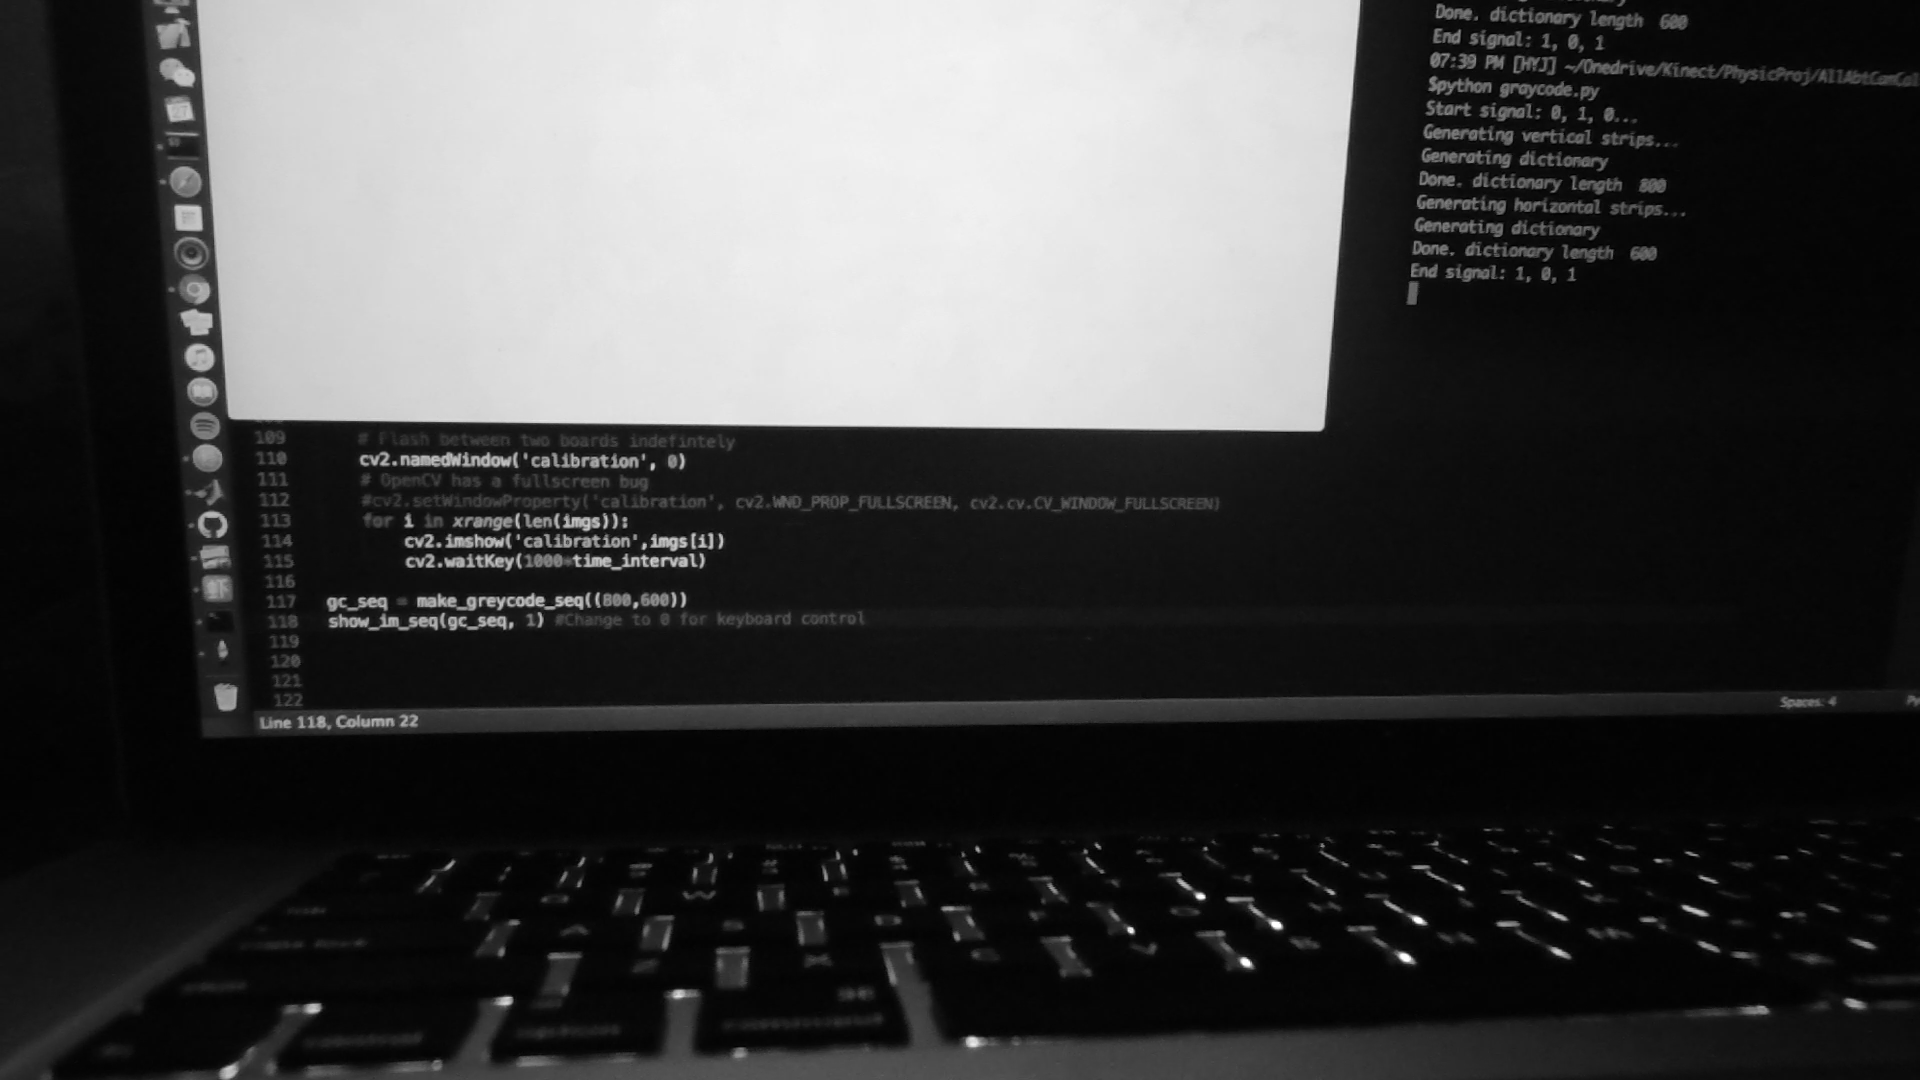 Done. dictionary length 600
End signal: 1, 0, 1
07:39 PM [HYJ] ~/Onedrive/Kinect/PhysicProj/AllAbtCamCal
$python graycode.py
Start signal: 0, 1, 0...
Generating vertical strips...
Generating dictionary
Done. dictionary length 800
Generating horizontal strips...
Generating dictionary
Done. dictionary length 600
End signal: 1, 0, 1
109 # Flash between two boards indefintely
110 cv2.namedWindow('calibration', 0)
111 # OpenCV has a fullscreen bug
112 #cv2.setWindowProperty('calibration', cv2.WND_PROP_FULLSCREEN, cv2.cv.CV_WINDOW_FULLSCREEN)
113 for i in xrange(len(imgs)):
114 cv2.imshow('calibration',imgs[i])
115 cv2.waitKey(1000*time_interval)
116
117 gc_seq = make_greycode_seq((800,600))
118 show_im_seq(gc_seq, 1) #Change to 0 for keyboard control
119
120
121
122
Line 118, Column 22
Spaces: 4
Py